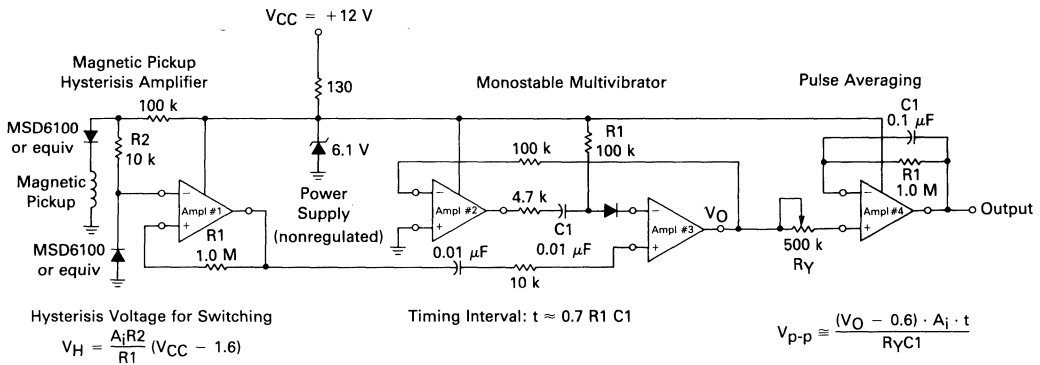 VCC = +12 V
Magnetic Pickup
Hysterisis Amplifier
Monostable Multivibrator
Pulse Averaging
100 k
130
C1
0.1 μF
MSD6100
or equiv
R2
10 k
6.1 V
R1
100 k
100 k
R1
1.0 M
Magnetic
Pickup
Power
Supply
(nonregulated)
−
+
Ampl #1
−
+
Ampl #2
4.7 k
C1
0.01 μF
−
+
Ampl #3
VO
−
+
Ampl #4
Output
MSD6100
or equiv
R1
1.0 M
0.01 μF
10 k
500 k
RY
Hysterisis Voltage for Switching
VH = AiR2/R1 (VCC − 1.6)
Timing Interval: t ≈ 0.7 R1 C1
Vp-p ≅ (VO − 0.6) · Ai · t/RYC1